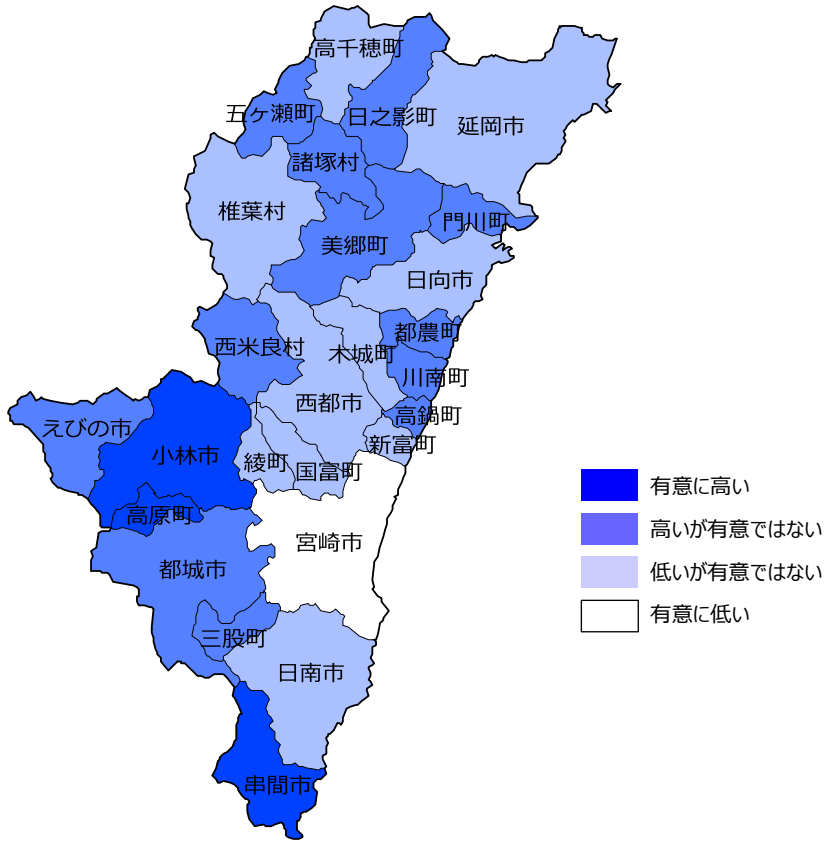 高千穂町
五ヶ瀬町
日之影町
延岡市
諸塚村
椎葉村
門川町
美郷町
日向市
都農町
西米良村
木城町
川南町
西都市
高鍋町
えびの市
新富町
小林市
綾町
国富町
高原町
宮崎市
都城市
三股町
日南市
串間市
有意に高い
高いが有意ではない
低いが有意ではない
有意に低い